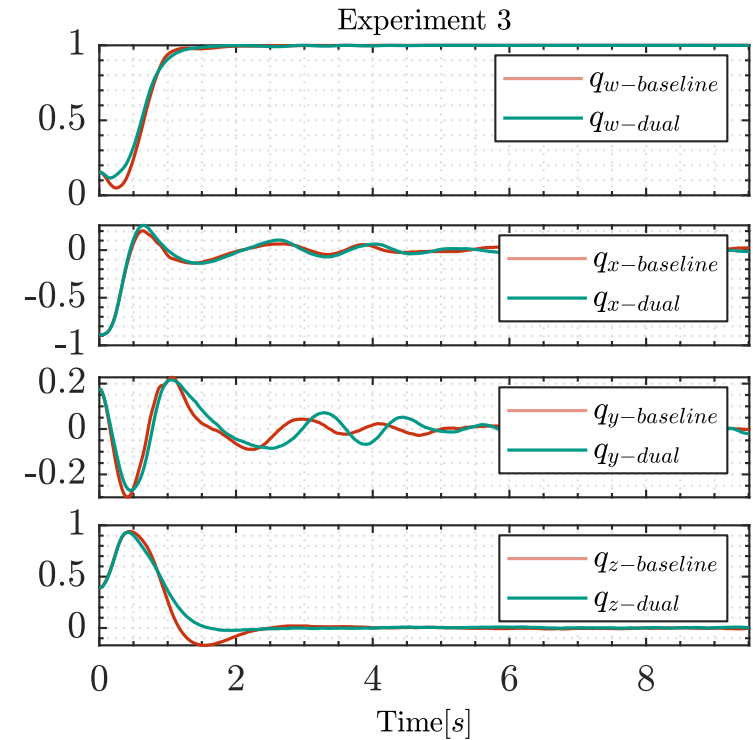 Experiment 3
1
0.5
0
q_{w-baseline}
q_{w-dual}
0
-0.5
-1
q_{x-baseline}
q_{x-dual}
0.2
0
-0.2
q_{y-baseline}
q_{y-dual}
1
0.5
0
q_{z-baseline}
q_{z-dual}
0 2 4 6 8
Time[s]